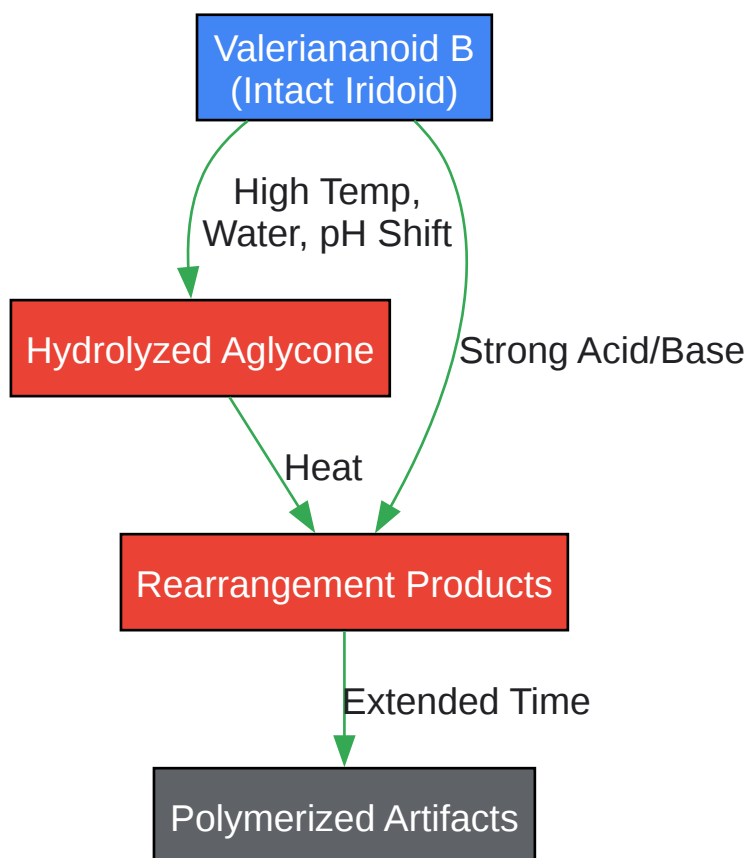 Valeriananoid B
(Intact Iridoid)
High Temp,
Water, pH Shift
Hydrolyzed Aglycone
Strong Acid/Base
Heat
Rearrangement Products
Extended Time
Polymerized Artifacts